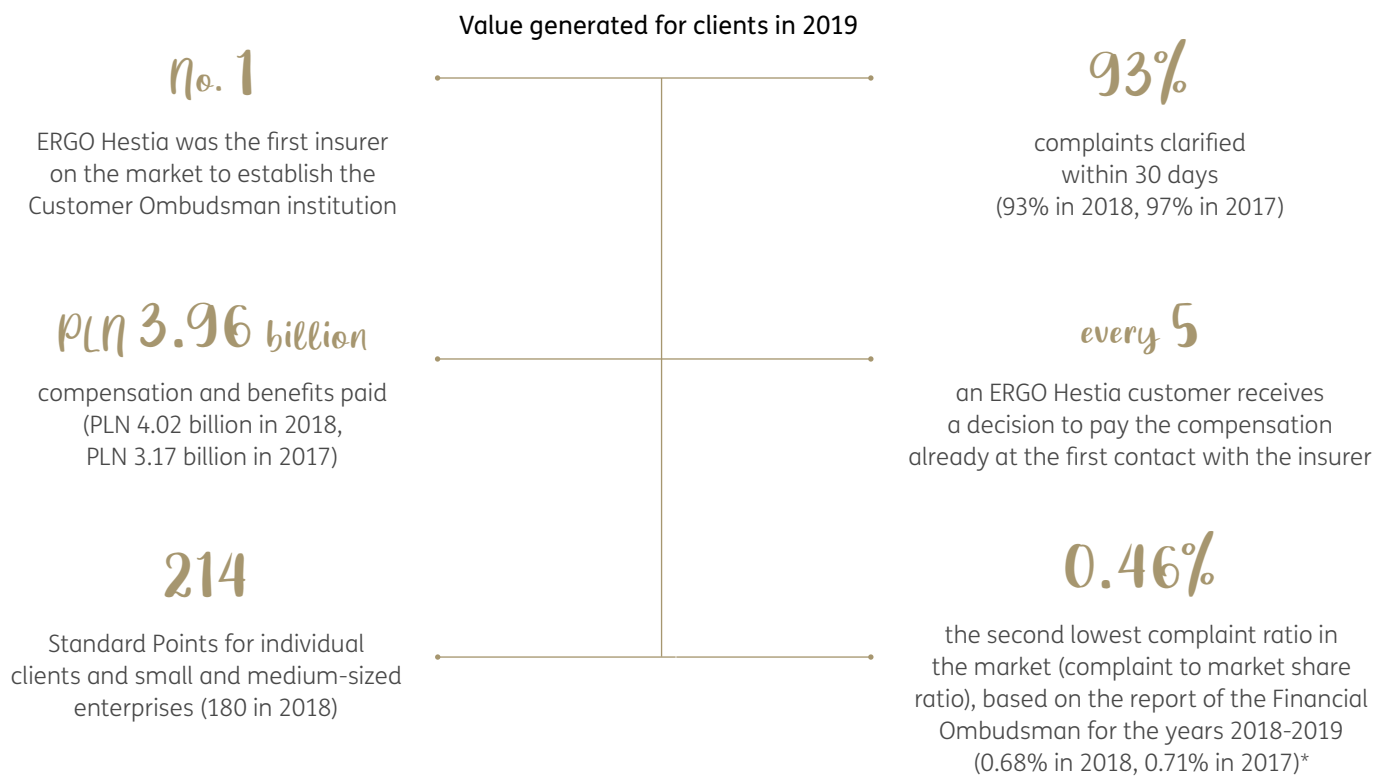 Value generated for clients in 2019
No. 1
ERGO Hestia was the first insurer
on the market to establish the
Customer Ombudsman institution
93%
complaints clarified
within 30 days
(93% in 2018, 97% in 2017)
PLN 3.96 billion
compensation and benefits paid
(PLN 4.02 billion in 2018,
PLN 3.17 billion in 2017)
every 5
an ERGO Hestia customer receives
a decision to pay the compensation
already at the first contact with the insurer
214
Standard Points for individual
clients and small and medium-sized
enterprises (180 in 2018)
0.46%
the second lowest complaint ratio in
the market (complaint to market share
ratio), based on the report of the Financial
Ombudsman for the years 2018-2019
(0.68% in 2018, 0.71% in 2017)*